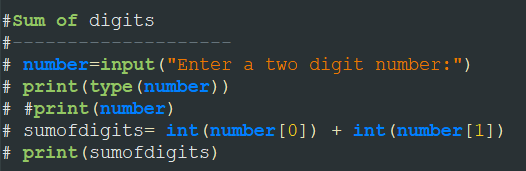 #Sum of digits
#--------------------
# number=input("Enter a two digit number:")
# print(type(number))
# #print(number)
# sumofdigits= int(number[0]) + int(number[1])
# print(sumofdigits)